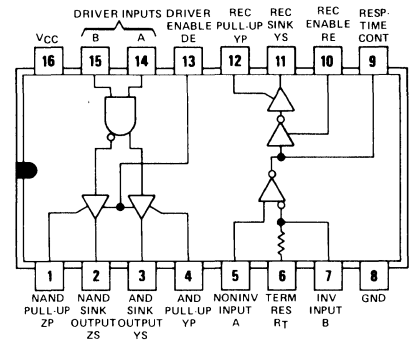 DRIVER INPUTS
DRIVER ENABLE DE
REC PULL-UP YP
REC SINK YS
REC ENABLE RE
RESP- TIME CONT
VCC
B
A
16
15
14
13
12
11
10
9
1
2
3
4
5
6
7
8
NAND PULL-UP ZP
NAND SINK OUTPUT ZS
AND SINK OUTPUT YS
AND PULL-UP YP
NONINV INPUT A
TERM RES RT
INV INPUT B
GND